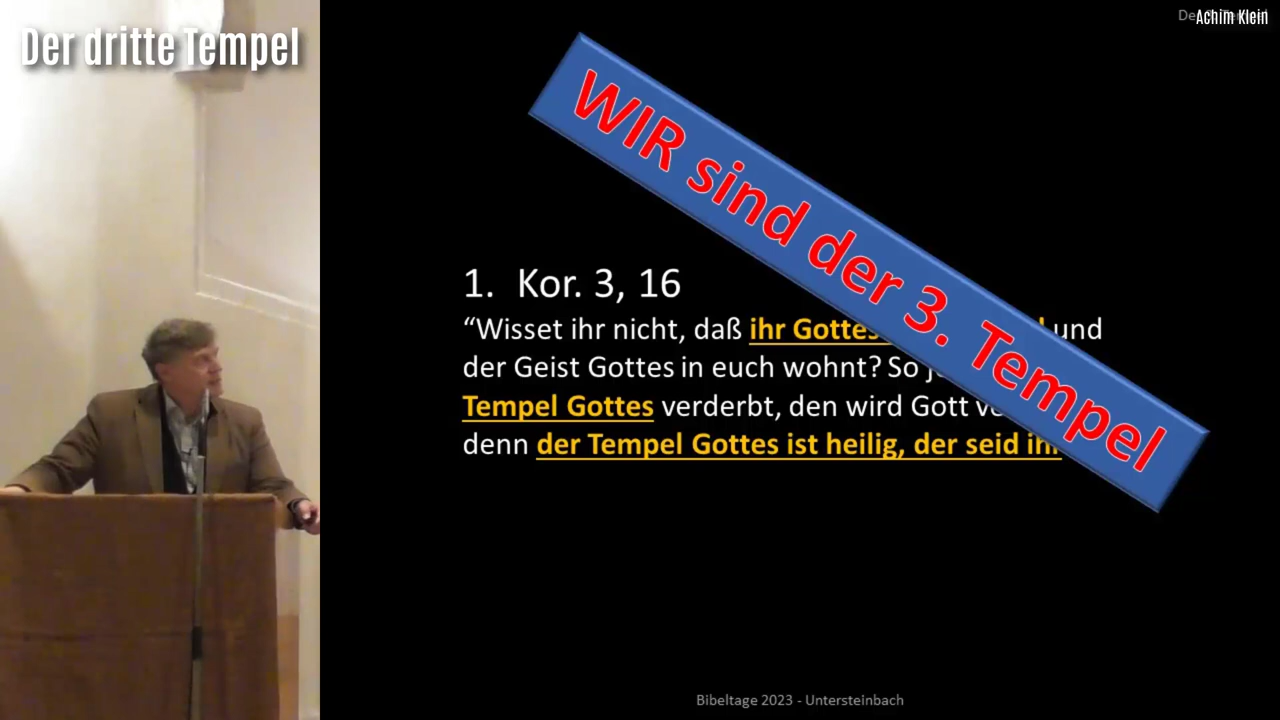 Der dritte Tempel
Achim Klein
WIR sind der 3. Tempel
1. Kor. 3, 16
“Wisset ihr nicht, daß ihr Gottes und
der Geist Gottes in euch wohnt? So
Tempel Gottes verderbt, den wird Gott
denn der Tempel Gottes ist heilig, der seid ihr
Bibeltage 2023 - Untersteinbach